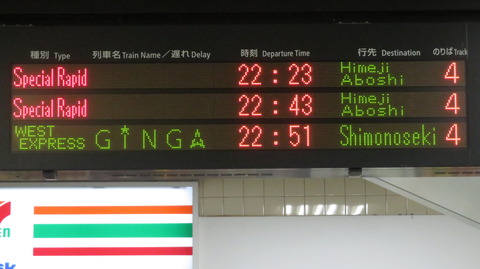 種別 Type 列車名 Train Name／遅れ Delay 時刻 Departure Time 行先 Destination のりば Track
Special Rapid 22:23 Himeji Aboshi 4
Special Rapid 22:43 Himeji Aboshi 4
WEST EXPRESS GINGA 22:51 Shimonoseki 4